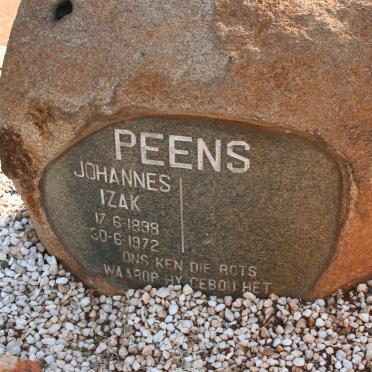 PEENS
JOHANNES
IZAK
17-6-1898
30-6-1972
ONS KEN DIE ROTS
WAAROP HY GEBOU HET